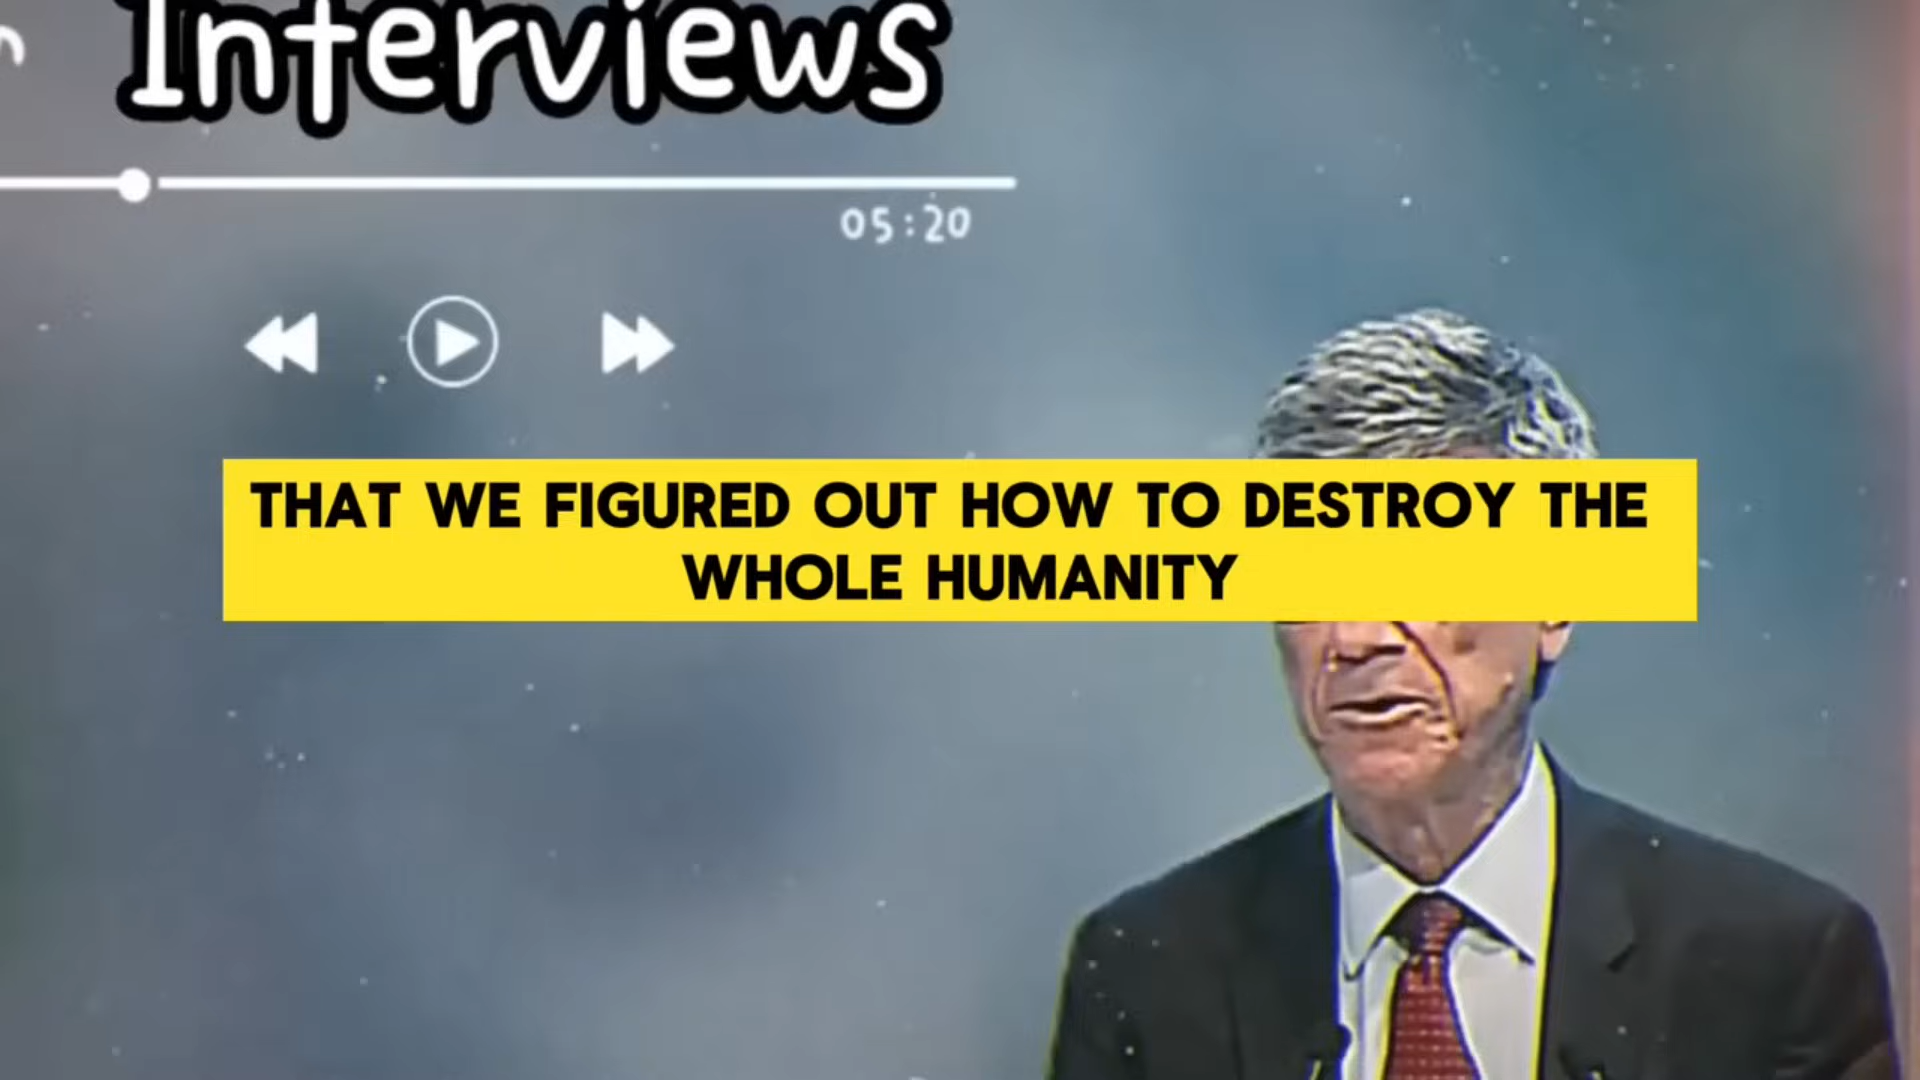 Interviews
05:20
THAT WE FIGURED OUT HOW TO DESTROY THE
WHOLE HUMANITY